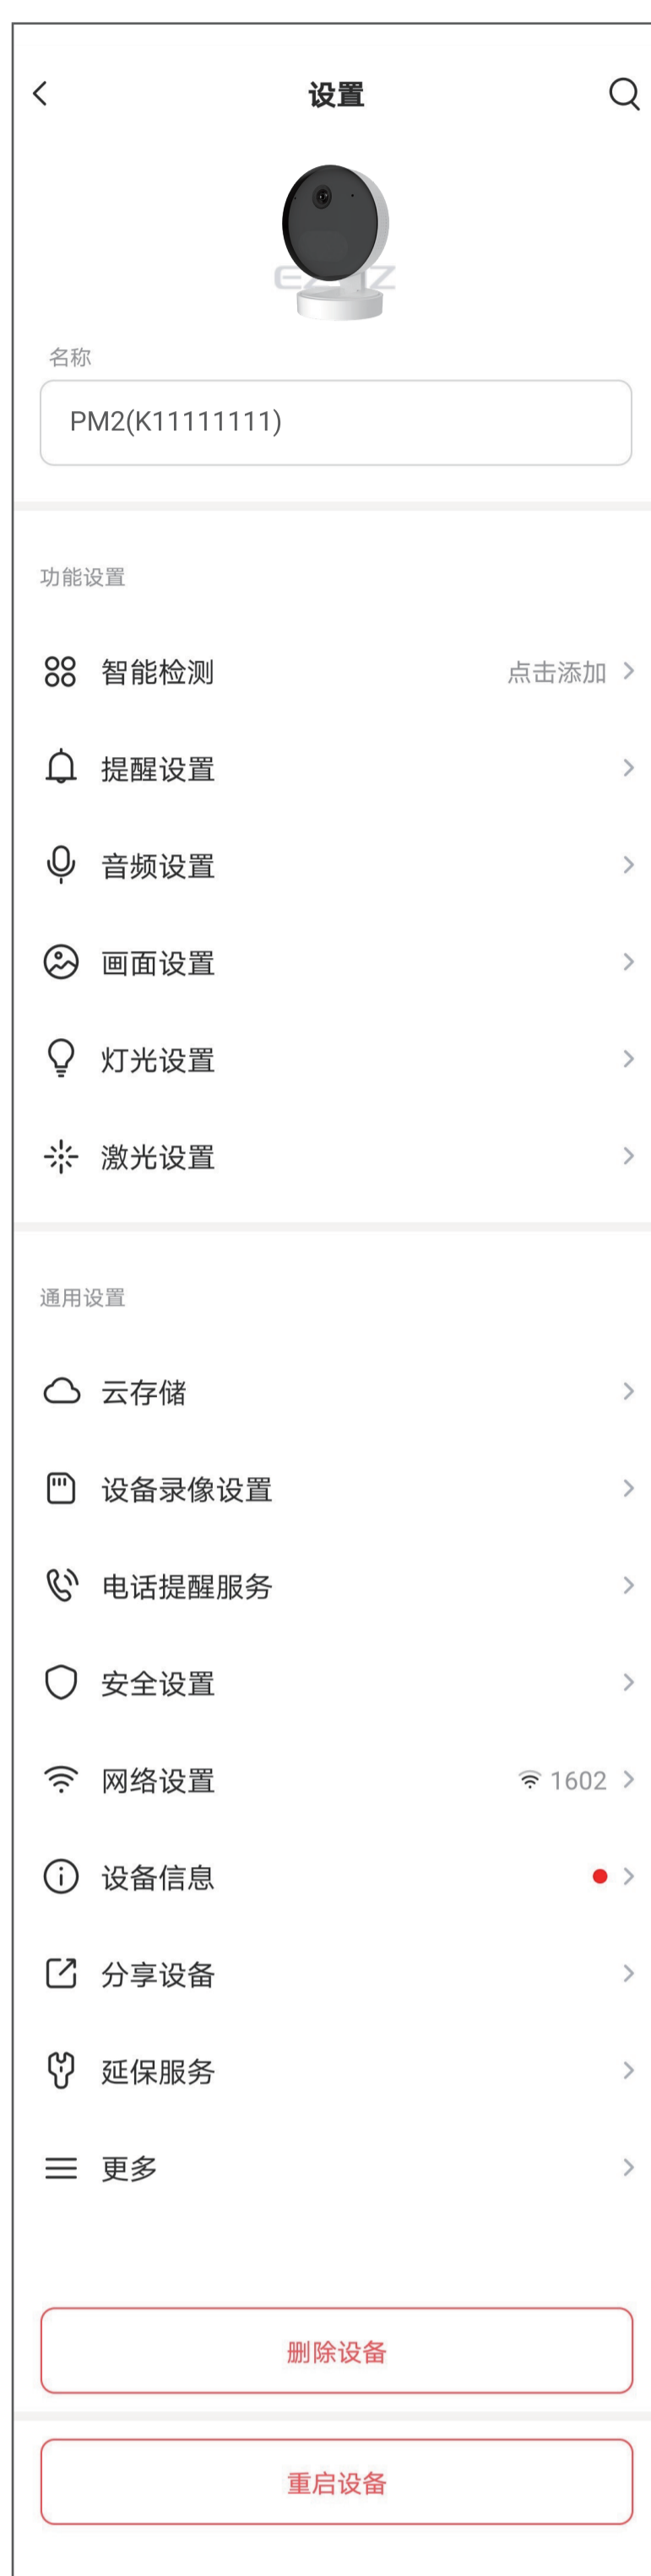 设置
名称
PM2(K11111111)
功能设置
智能检测 点击添加
提醒设置
音频设置
画面设置
灯光设置
激光设置
通用设置
云存储
设备录像设置
电话提醒服务
安全设置
网络设置 1602
设备信息
分享设备
延保服务
更多
删除设备
重启设备